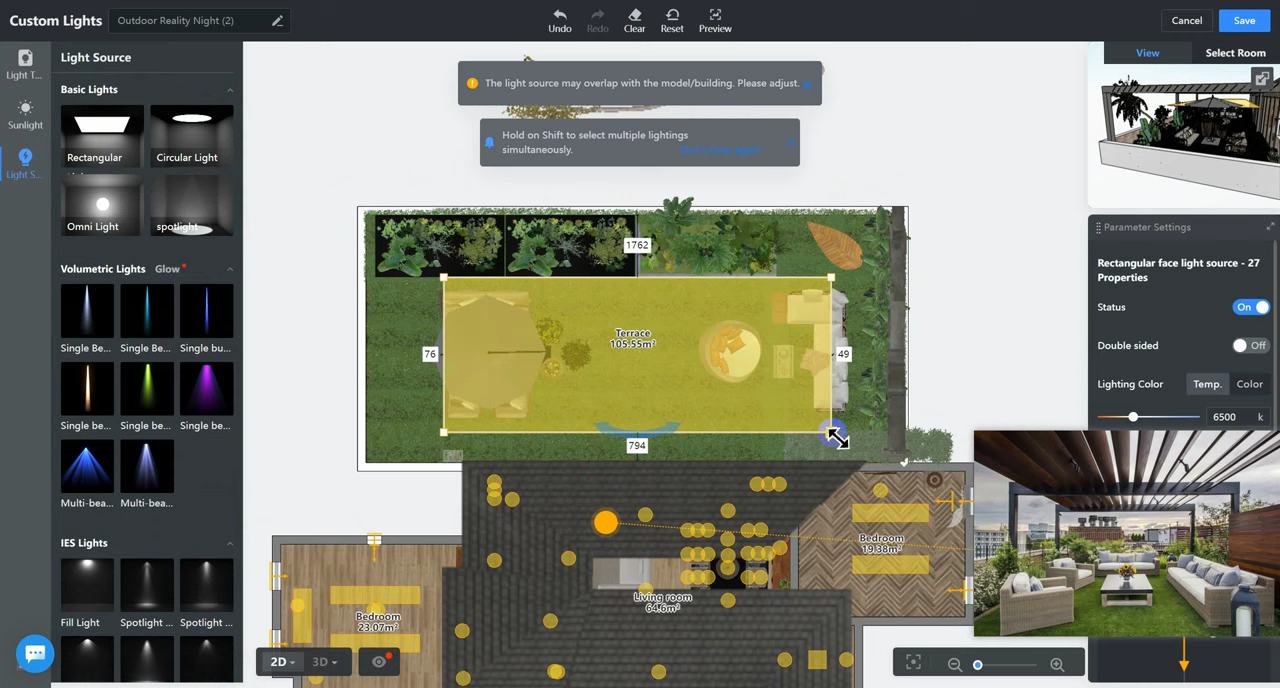 Custom Lights
Outdoor Reality Night (2)
Undo
Redo
Clear
Reset
Preview
Cancel
Save
Light T...
Sunlight
Light S...
Light Source
Basic Lights
Rectangular
Circular Light
Omni Light
spotlight
Volumetric Lights
Glow
Single Be...
Single Be...
Single bu...
Single be...
Single be...
Single be...
Multi-bea...
Multi-bea...
IES Lights
Fill Light
Spotlight ...
Spotlight ...
The light source may overlap with the model/building. Please adjust.
Hold on Shift to select multiple lightings
simultaneously.
1762
76
Terrace
105.55m²
49
794
Bedroom
19.38m²
Living room
64.6m²
Bedroom
23.07m²
2D
3D
View
Select Room
Parameter Settings
Rectangular face light source - 27
Properties
Status
On
Double sided
Off
Lighting Color
Temp.
Color
6500
k